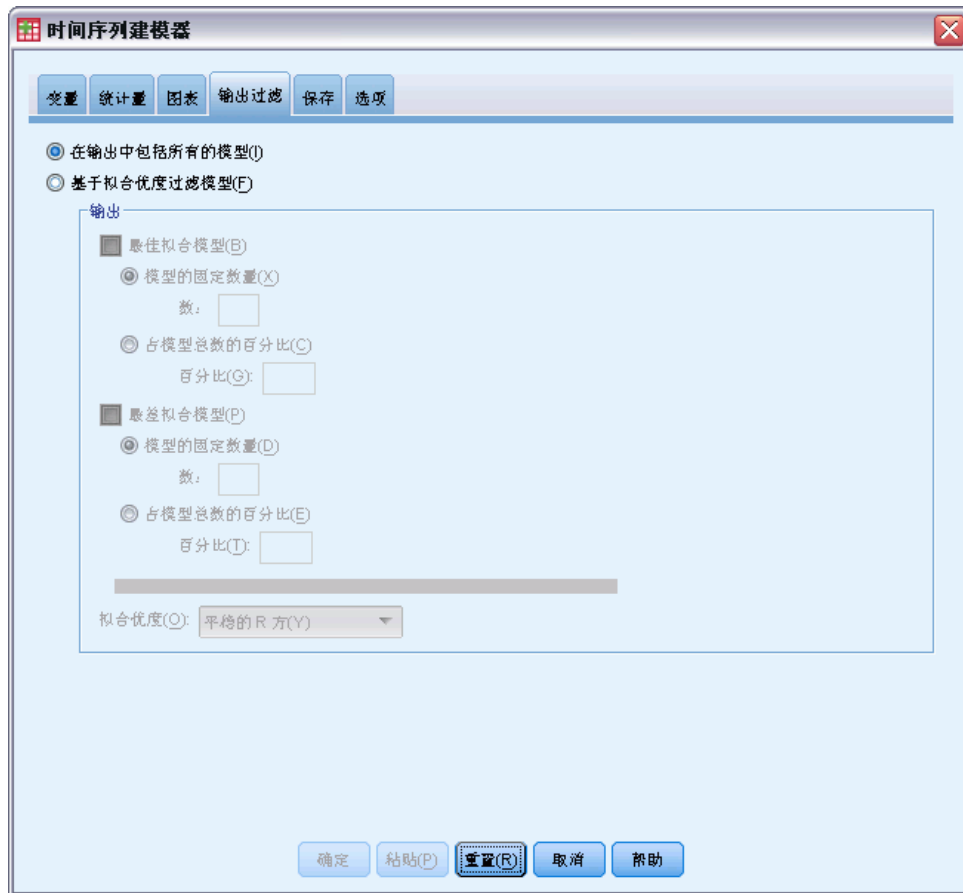 时间序列建模器
变量 统计量 图表 输出过滤 保存 选项
在输出中包括所有的模型(I)
基于拟合优度过滤模型(F)
输出
最佳拟合模型(B)
模型的固定数量(X)
数：
占模型总数的百分比(C)
百分比(G):
最差拟合模型(P)
模型的固定数量(D)
数：
占模型总数的百分比(E)
百分比(T):
拟合优度(O): 平稳的 R 方(Y)
确定 粘贴(P) 重置(R) 取消 帮助